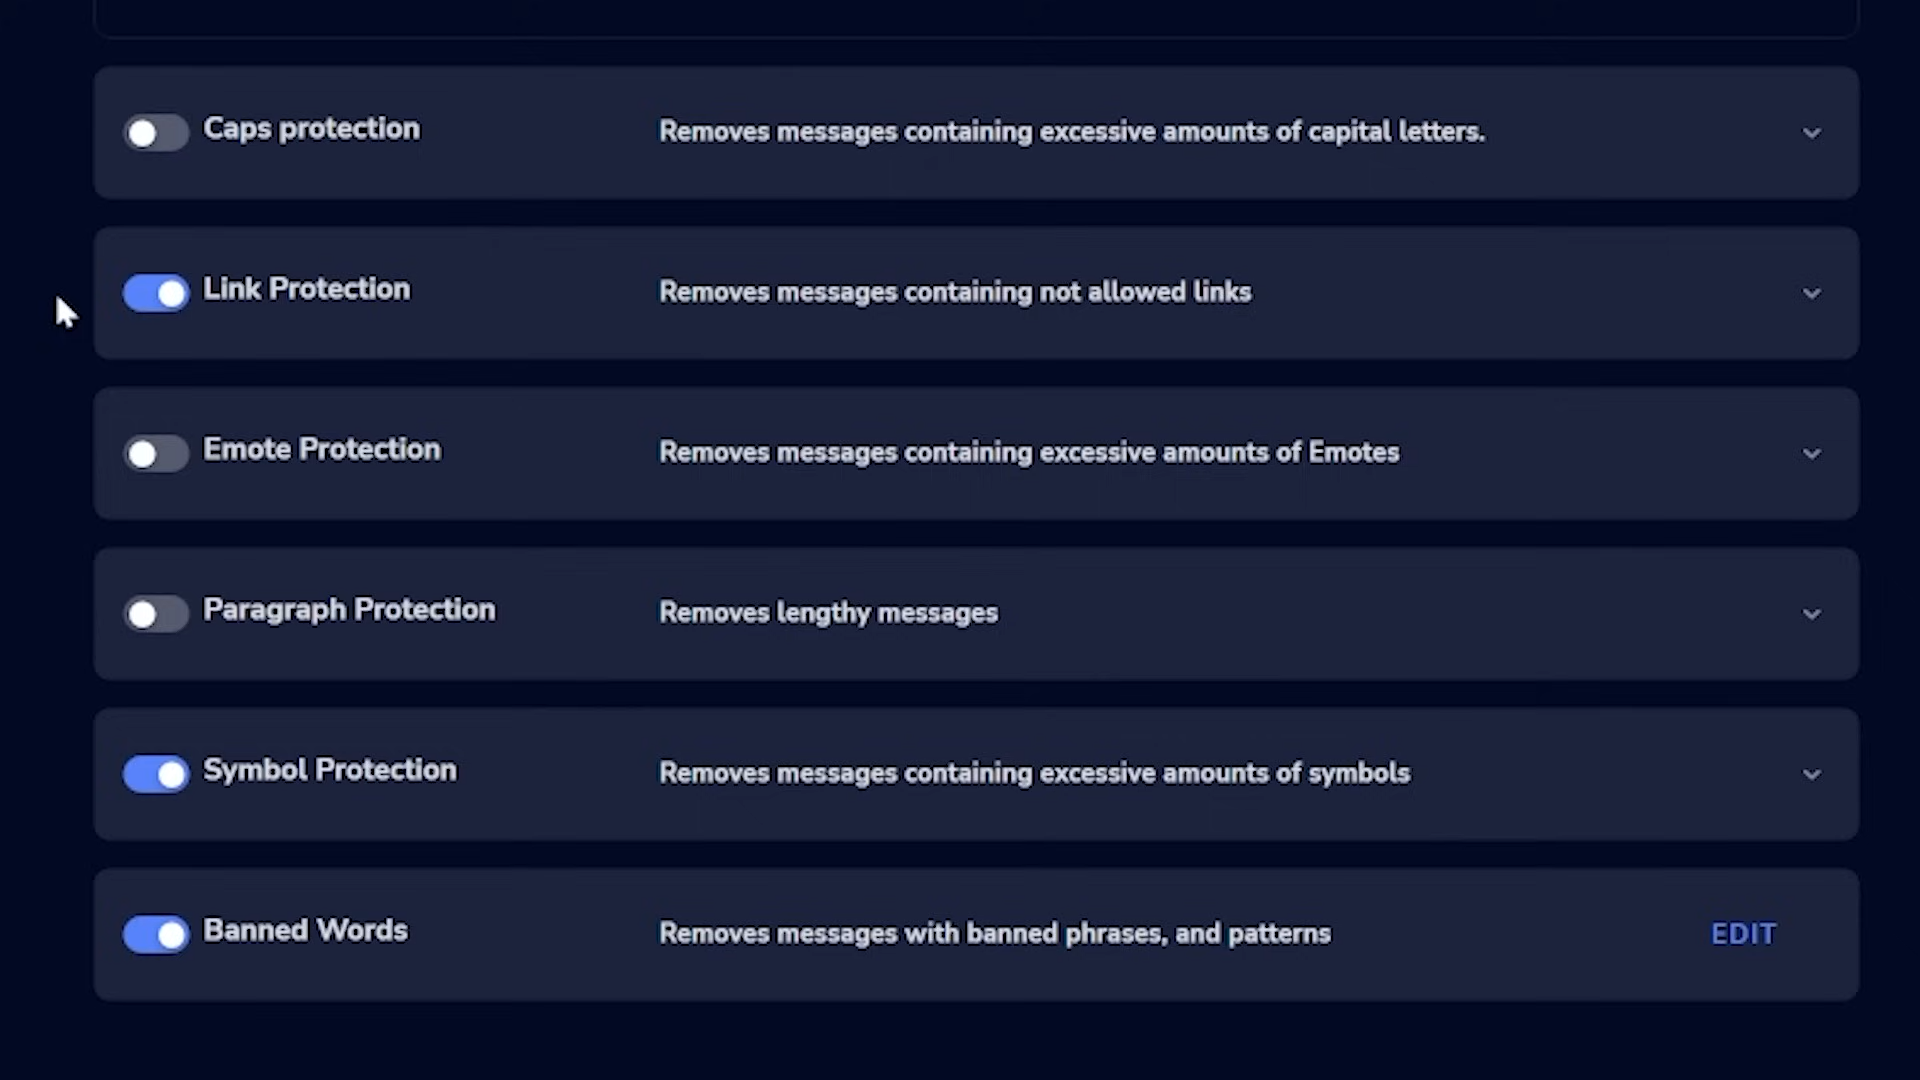 Caps protection
Removes messages containing excessive amounts of capital letters.
Link Protection
Removes messages containing not allowed links
Emote Protection
Removes messages containing excessive amounts of Emotes
Paragraph Protection
Removes lengthy messages
Symbol Protection
Removes messages containing excessive amounts of symbols
Banned Words
Removes messages with banned phrases, and patterns
EDIT